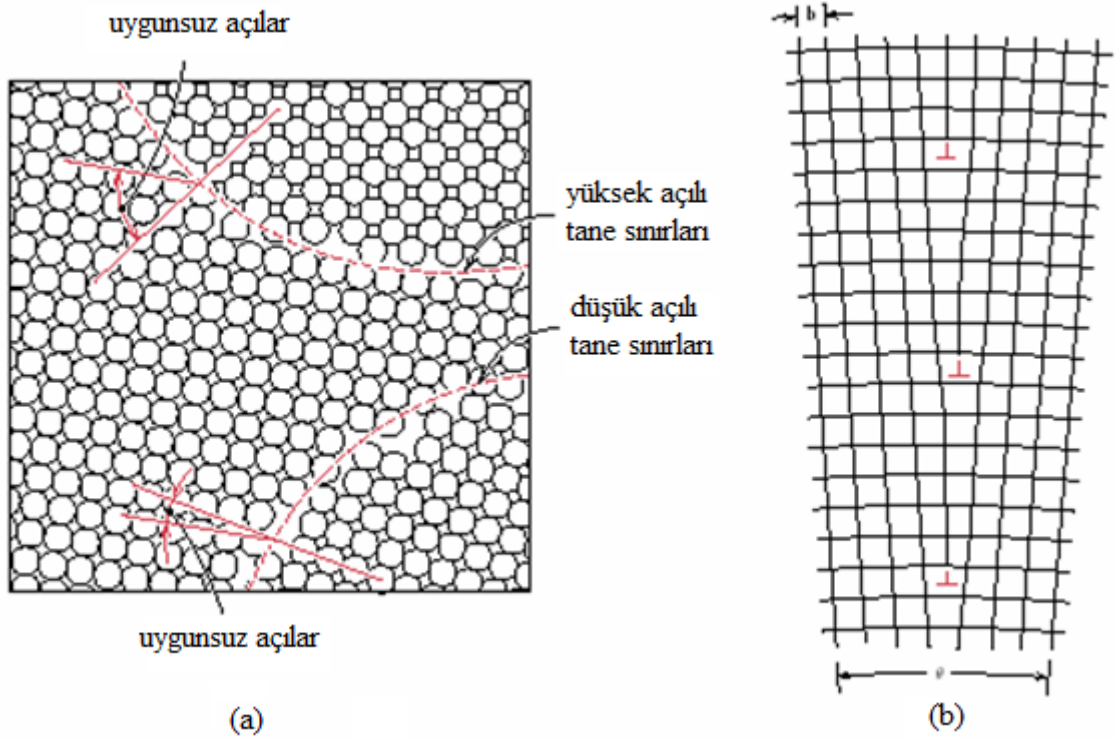 uygunsuz açılar
b
yüksek açılı
tane sınırları
düşük açılı
tane sınırları
uygunsuz açılar
(a)
(b)